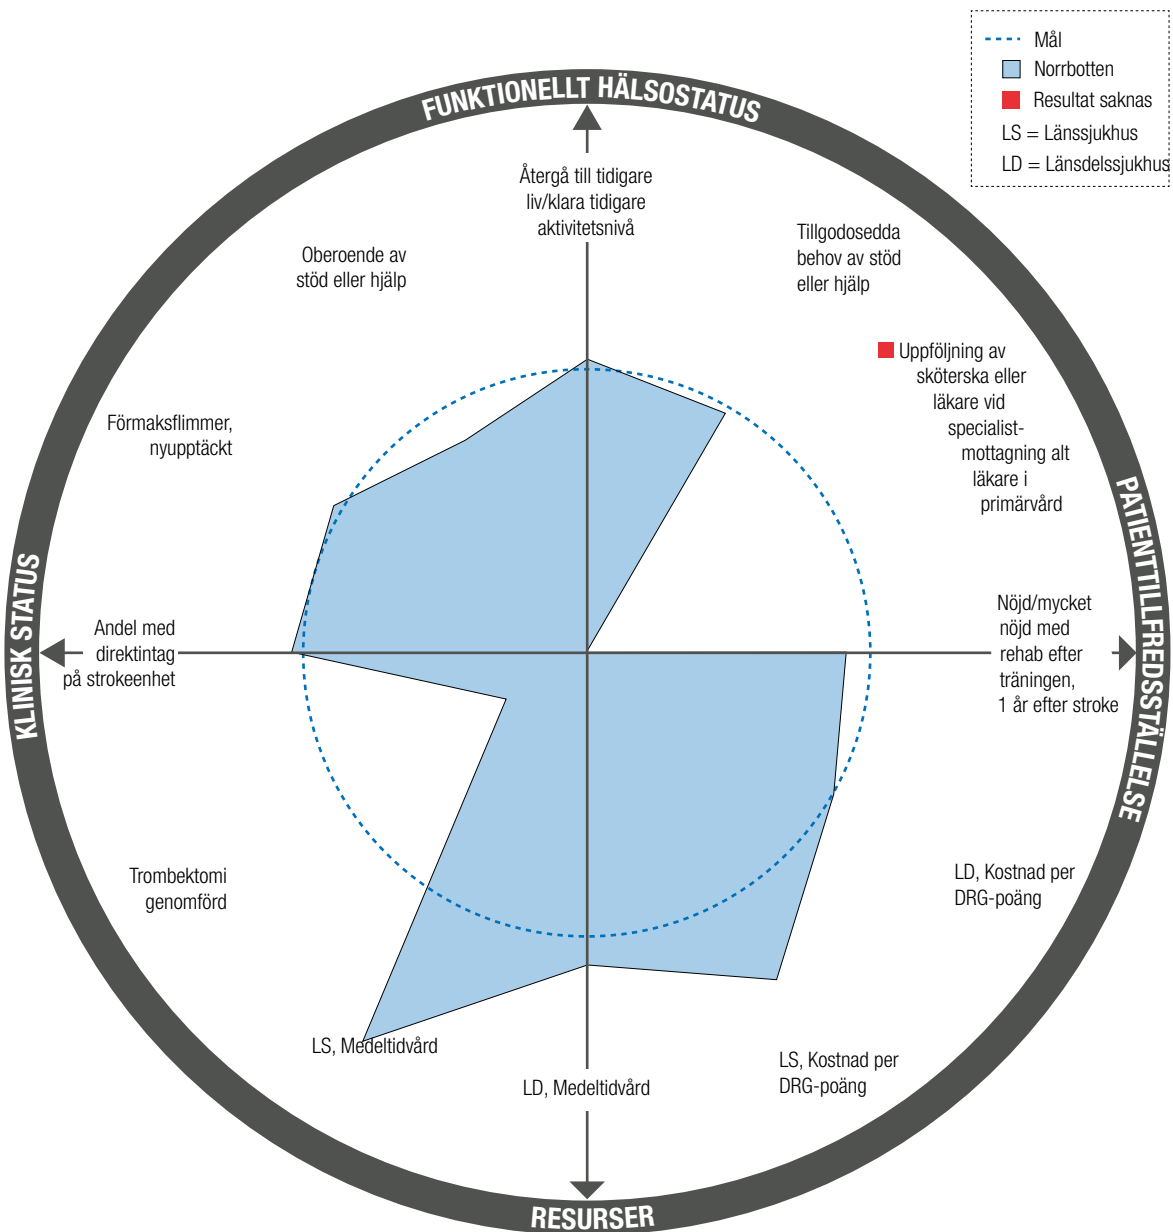 Mål
Norrbotten
Resultat saknas
LS = Länssjukhus
LD = Länsdelssjukhus
FUNKTIONELLT HÄLSOSTATUS
Återgå till tidigare
liv/klara tidigare
aktivitetsnivå
Tillgodosedda
behov av stöd
eller hjälp
Oberoende av
stöd eller hjälp
Uppföljning av
sköterska eller
läkare vid
specialist-
mottagning alt
läkare i
primärvård
Förmaksflimmer,
nyupptäckt
PATIENTTILLFREDSSTÄLLELSE
KLINISK STATUS
Andel med
direktintag
på strokeenhet
Nöjd/mycket
nöjd med
rehab efter
träningen,
1 år efter stroke
Trombektomi
genomförd
LD, Kostnad per
DRG-poäng
LS, Medeltidvård
LD, Medeltidvård
LS, Kostnad per
DRG-poäng
RESURSER